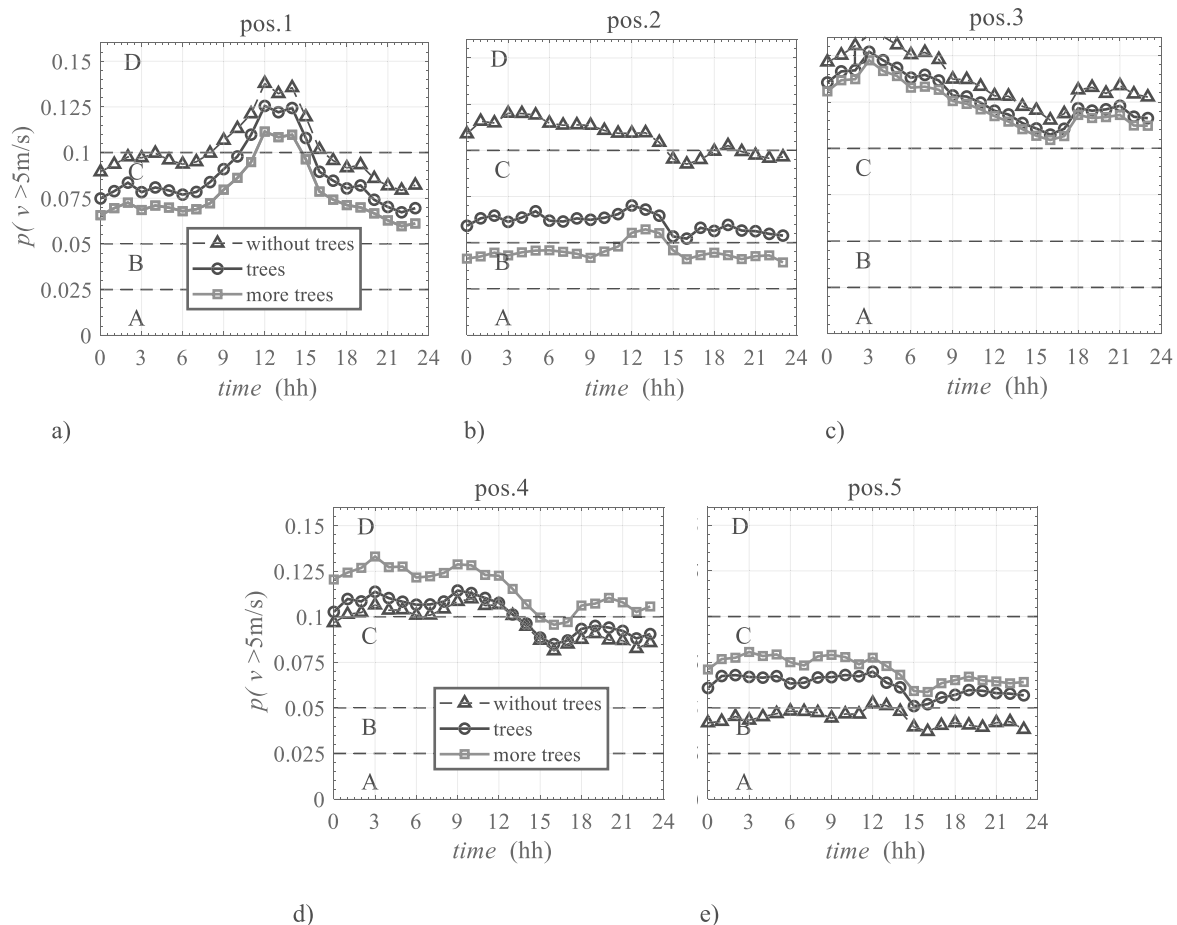 pos.1
pos.2
pos.3
0.15
0.125
0.1
0.075
0.05
0.025
0
p( v >5m/s)
D
C
B
A
without trees
trees
more trees
0 3 6 9 12 15 18 21 24
time (hh)
D
C
B
A
0 3 6 9 12 15 18 21 24
time (hh)
C
B
A
0 3 6 9 12 15 18 21 24
time (hh)
a)
b)
c)
pos.4
pos.5
0.15
0.125
0.1
0.075
0.05
0.025
0
p( v >5m/s)
D
C
B
A
without trees
trees
more trees
0 3 6 9 12 15 18 21 24
time (hh)
D
C
B
A
0 3 6 9 12 15 18 21 24
time (hh)
d)
e)